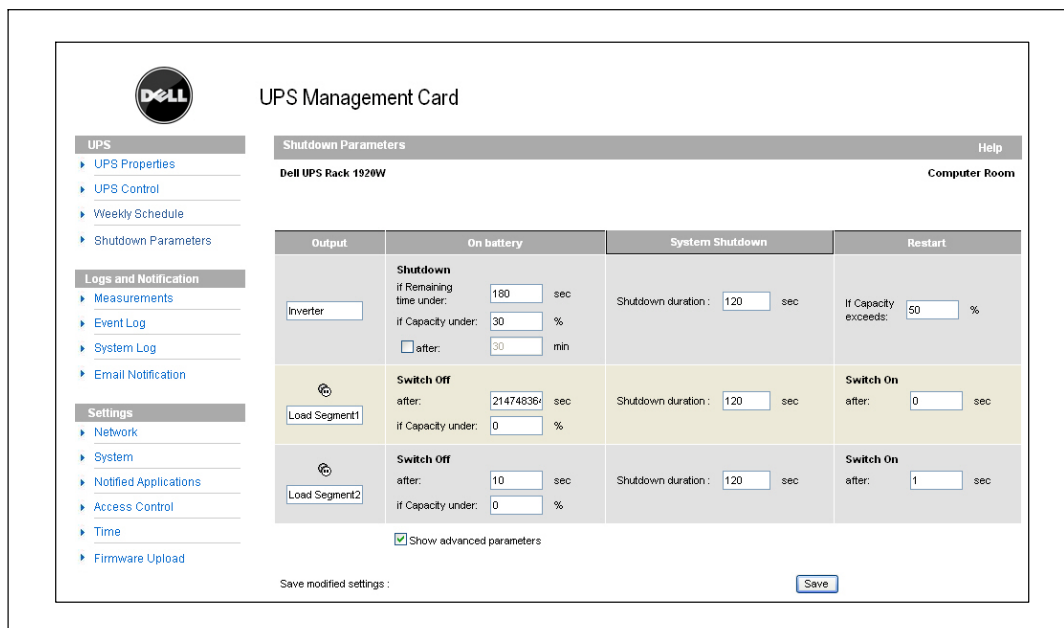 DELL
UPS Management Card
UPS
UPS Properties
UPS Control
Weekly Schedule
Shutdown Parameters
Logs and Notification
Measurements
Event Log
System Log
Email Notification
Settings
Network
System
Notified Applications
Access Control
Time
Firmware Upload
Shutdown Parameters Help
Dell UPS Rack 1920W Computer Room
Output On battery System Shutdown Restart
Inverter
Shutdown
if Remaining
time under: 180 sec
if Capacity under: 30 %
after: 30 min
Shutdown duration : 120 sec
If Capacity
exceeds: 50 %
Load Segment1
Switch Off
after: 214748364 sec
if Capacity under: 0 %
Shutdown duration : 120 sec
Switch On
after: 0 sec
Load Segment2
Switch Off
after: 10 sec
if Capacity under: 0 %
Shutdown duration : 120 sec
Switch On
after: 1 sec
Show advanced parameters
Save modified settings : Save